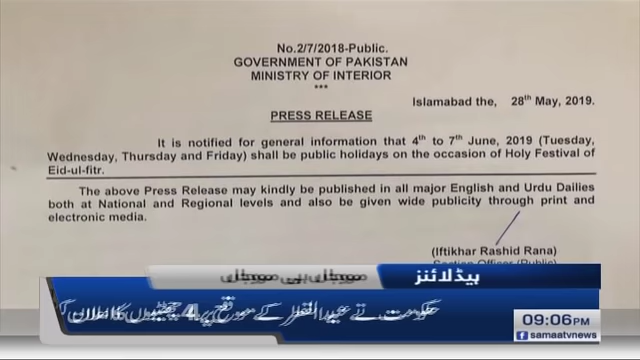 No.2/7/2018-Public.
GOVERNMENT OF PAKISTAN
MINISTRY OF INTERIOR
***
Islamabad the, 28th May, 2019.
PRESS RELEASE
It is notified for general information that 4th to 7th June, 2019 (Tuesday,
Wednesday, Thursday and Friday) shall be public holidays on the occasion of Holy Festival of
Eid-ul-fitr.
The above Press Release may kindly be published in all major English and Urdu Dailies
both at National and Regional levels and also be given wide publicity through print and
electronic media.
(Iftikhar Rashid Rana)
Section Officer (Public)
ہیڈلائنز
حکومت نے عید الفطر کے موقع پر 4 چھٹیوں کا اعلان
09:06PM
samaatvnews